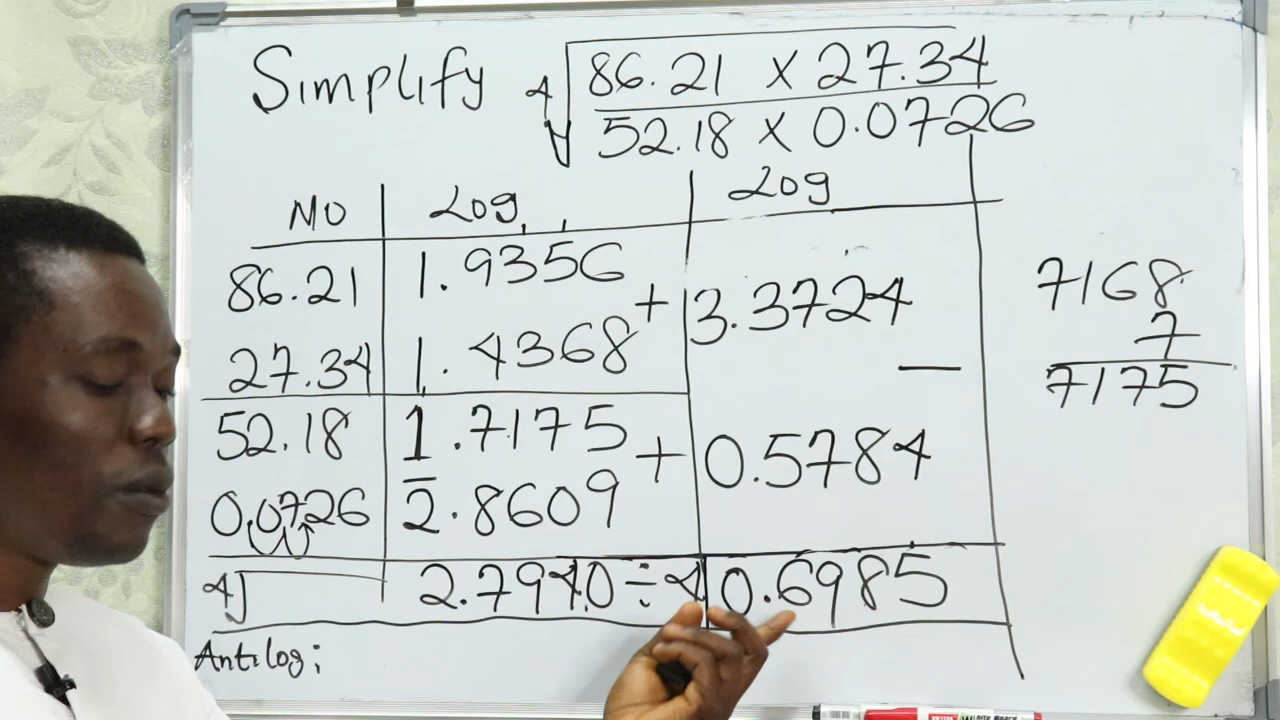 Simplify 4√
86.21 × 27.34
52.18 × 0.0726
NO Log Log
86.21 1.9356
+ 3.3724
27.34 1.4368
−
52.18 1.7175
+ 0.5784
0.0726 2̄.8609
4√ 2.7940 ÷ 4 0.6985
Antilog;
7168
7
7175
White Board